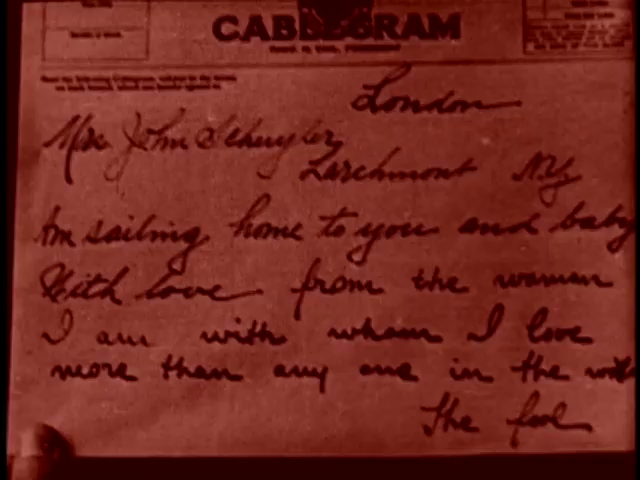 CABLEGRAM
London
Mrs. John Schuyler
Larchmont N.Y.
Am sailing home to you and baby
With love from the woman
I am with whom I love
more than any one in the
The fool